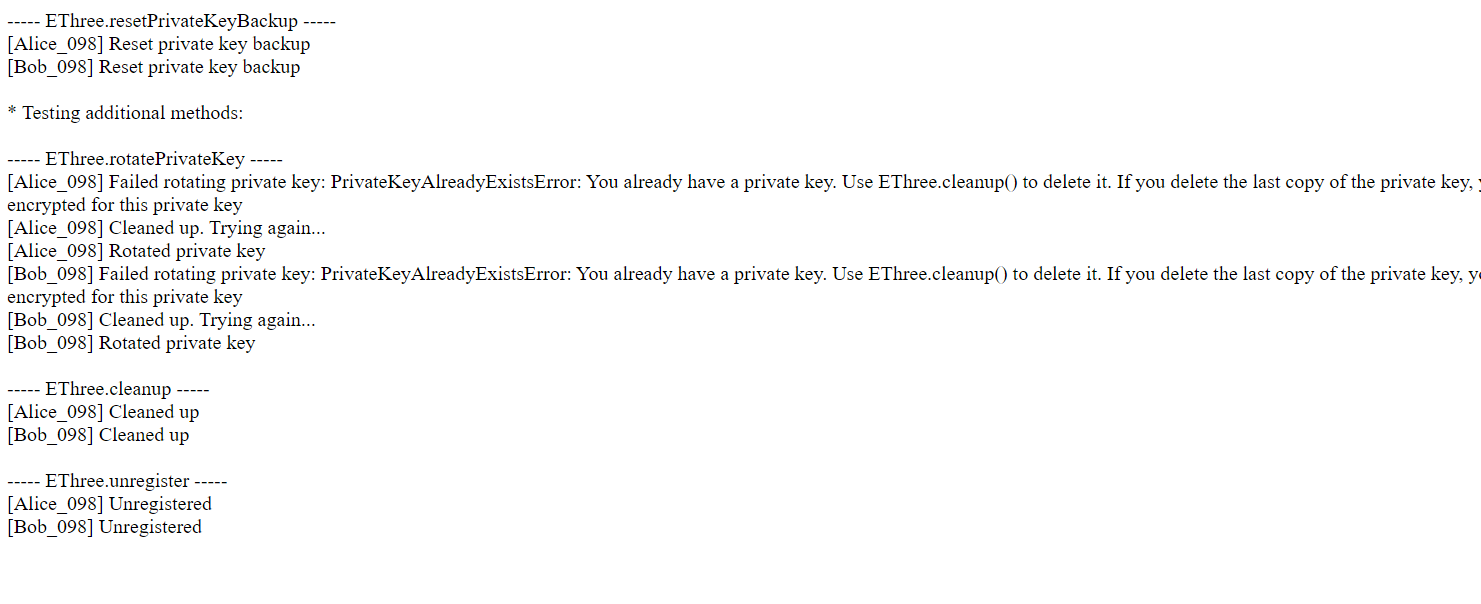 ----- EThree.resetPrivateKeyBackup -----
[Alice_098] Reset private key backup
[Bob_098] Reset private key backup
* Testing additional methods:
----- EThree.rotatePrivateKey -----
[Alice_098] Failed rotating private key: PrivateKeyAlreadyExistsError: You already have a private key. Use EThree.cleanup() to delete it. If you delete the last copy of the private key,
encrypted for this private key
[Alice_098] Cleaned up. Trying again...
[Alice_098] Rotated private key
[Bob_098] Failed rotating private key: PrivateKeyAlreadyExistsError: You already have a private key. Use EThree.cleanup() to delete it. If you delete the last copy of the private key,
encrypted for this private key
[Bob_098] Cleaned up. Trying again...
[Bob_098] Rotated private key
----- EThree.cleanup -----
[Alice_098] Cleaned up
[Bob_098] Cleaned up
----- EThree.unregister -----
[Alice_098] Unregistered
[Bob_098] Unregistered